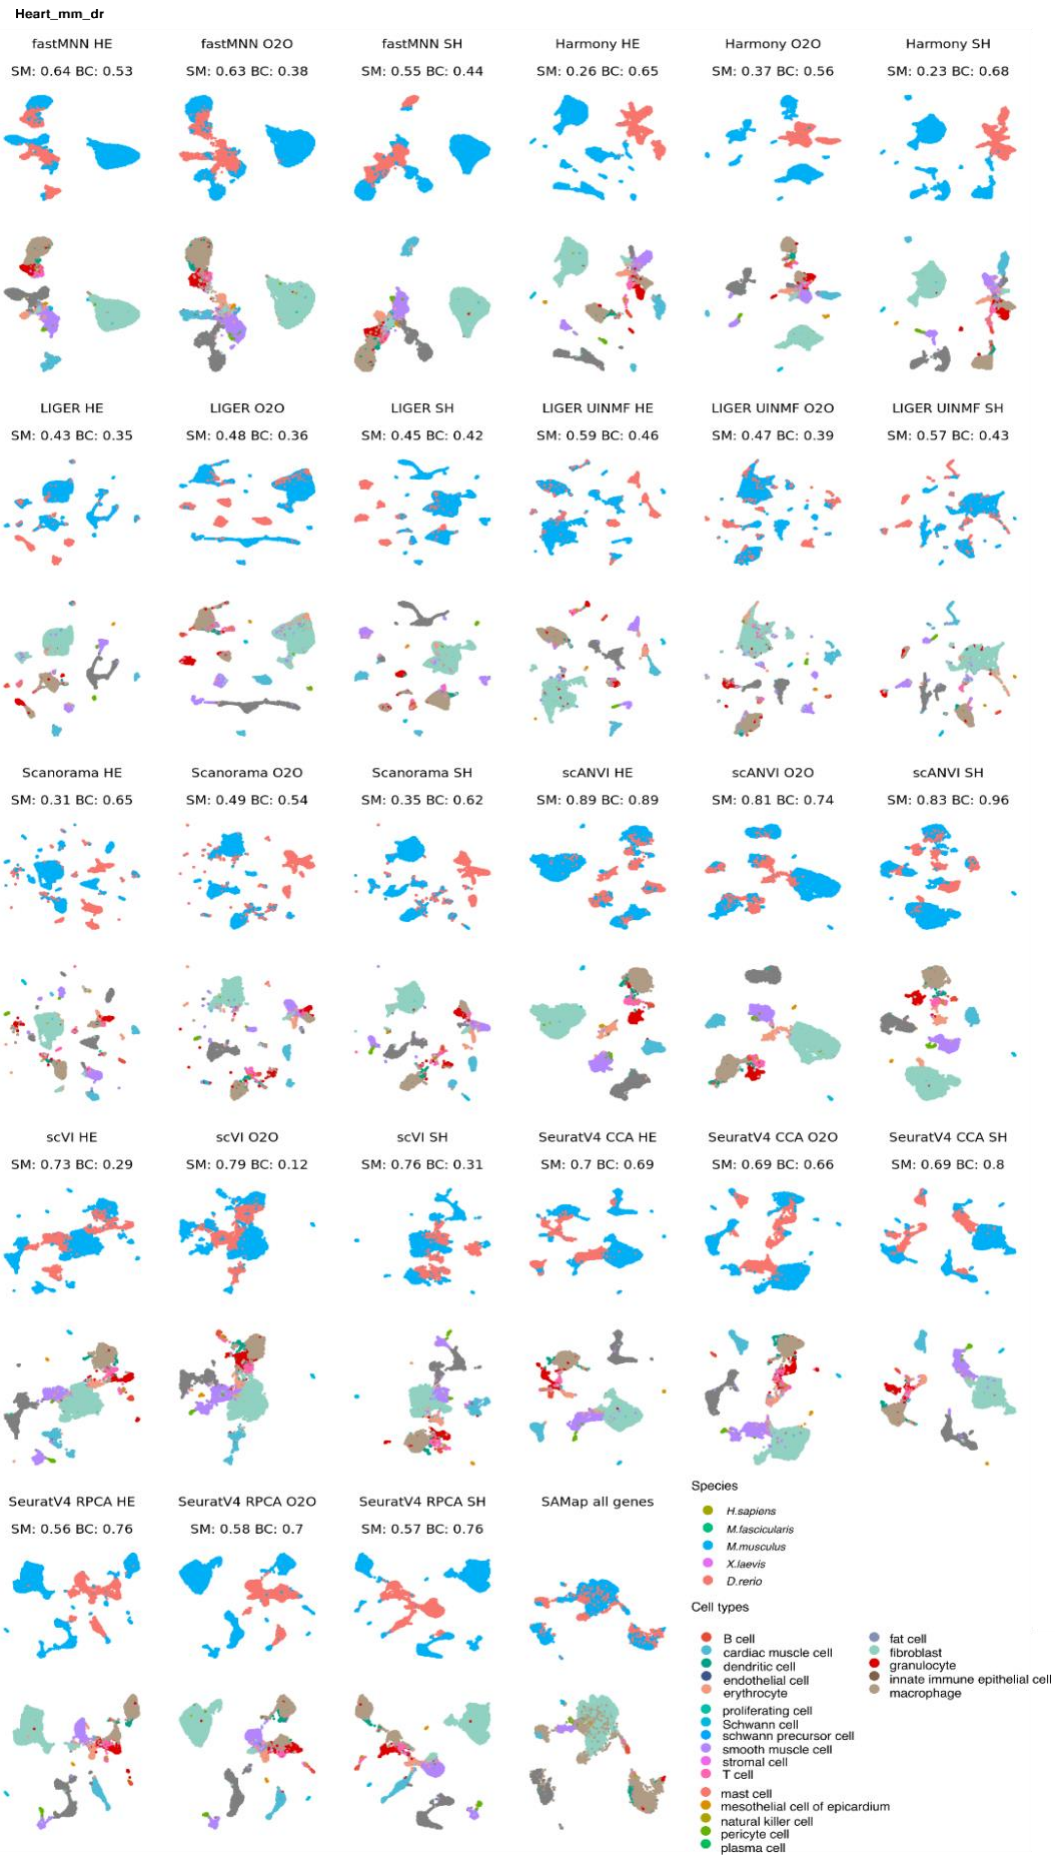 Heart_mm_dr
fastMNN HE fastMNN O2O fastMNN SH Harmony HE Harmony O2O Harmony SH
SM: 0.64 BC: 0.53 SM: 0.63 BC: 0.38 SM: 0.55 BC: 0.44 SM: 0.26 BC: 0.65 SM: 0.37 BC: 0.56 SM: 0.23 BC: 0.68
LIGER HE LIGER O2O LIGER SH LIGER UINMF HE LIGER UINMF O2O LIGER UINMF SH
SM: 0.43 BC: 0.35 SM: 0.48 BC: 0.36 SM: 0.45 BC: 0.42 SM: 0.59 BC: 0.46 SM: 0.47 BC: 0.39 SM: 0.57 BC: 0.43
Scanorama HE Scanorama O2O Scanorama SH scANVI HE scANVI O2O scANVI SH
SM: 0.31 BC: 0.65 SM: 0.49 BC: 0.54 SM: 0.35 BC: 0.62 SM: 0.89 BC: 0.89 SM: 0.81 BC: 0.74 SM: 0.83 BC: 0.96
scVI HE scVI O2O scVI SH SeuratV4 CCA HE SeuratV4 CCA O2O SeuratV4 CCA SH
SM: 0.73 BC: 0.29 SM: 0.79 BC: 0.12 SM: 0.76 BC: 0.31 SM: 0.7 BC: 0.69 SM: 0.69 BC: 0.66 SM: 0.69 BC: 0.8
SeuratV4 RPCA HE SeuratV4 RPCA O2O SeuratV4 RPCA SH SAMap all genes
SM: 0.56 BC: 0.76 SM: 0.58 BC: 0.7 SM: 0.57 BC: 0.76
Species
H.sapiens
M.fascicularis
M.musculus
X.laevis
D.rerio
Cell types
B cell
cardiac muscle cell
dendritic cell
endothelial cell
erythrocyte
proliferating cell
Schwann cell
schwann precursor cell
smooth muscle cell
stromal cell
T cell
mast cell
mesothelial cell of epicardium
natural killer cell
pericyte cell
plasma cell
fat cell
fibroblast
granulocyte
innate immune epithelial cell
macrophage